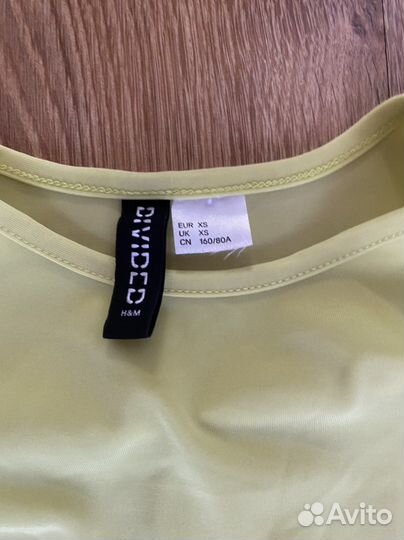 DIVIDED
H&M
EUR XS
UK XS
CN 160/80A
Avito